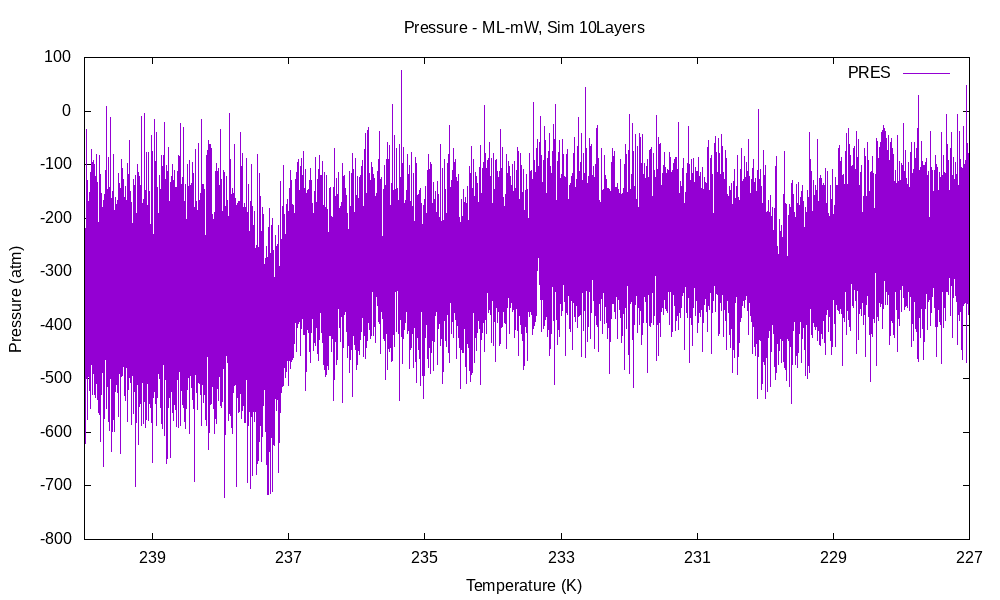 Pressure - ML-mW, Sim 10Layers
PRES
100
0
-100
-200
-300
-400
-500
-600
-700
-800
Pressure (atm)
239 237 235 233 231 229 227
Temperature (K)